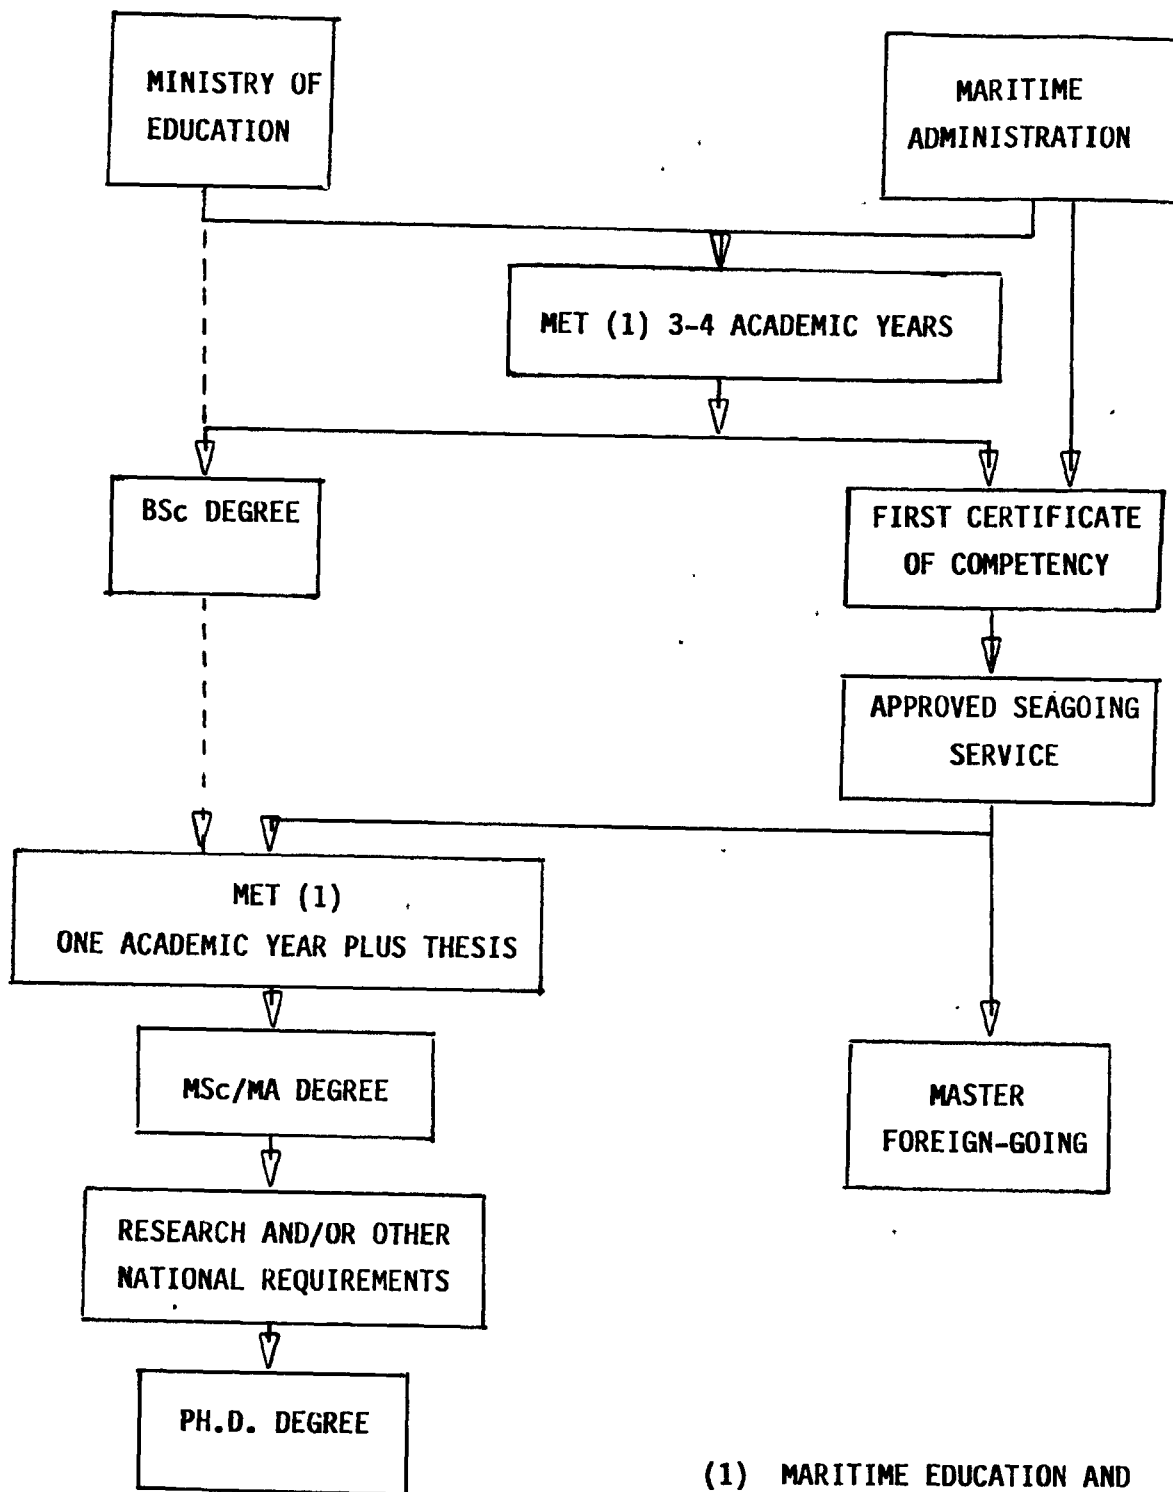 MINISTRY OF
EDUCATION
MARITIME
ADMINISTRATION
MET (1) 3-4 ACADEMIC YEARS
BSc DEGREE
FIRST CERTIFICATE
OF COMPETENCY
APPROVED SEAGOING
SERVICE
MET (1)
ONE ACADEMIC YEAR PLUS THESIS
MSc/MA DEGREE
MASTER
FOREIGN-GOING
RESEARCH AND/OR OTHER
NATIONAL REQUIREMENTS
PH.D. DEGREE
(1) MARITIME EDUCATION AND